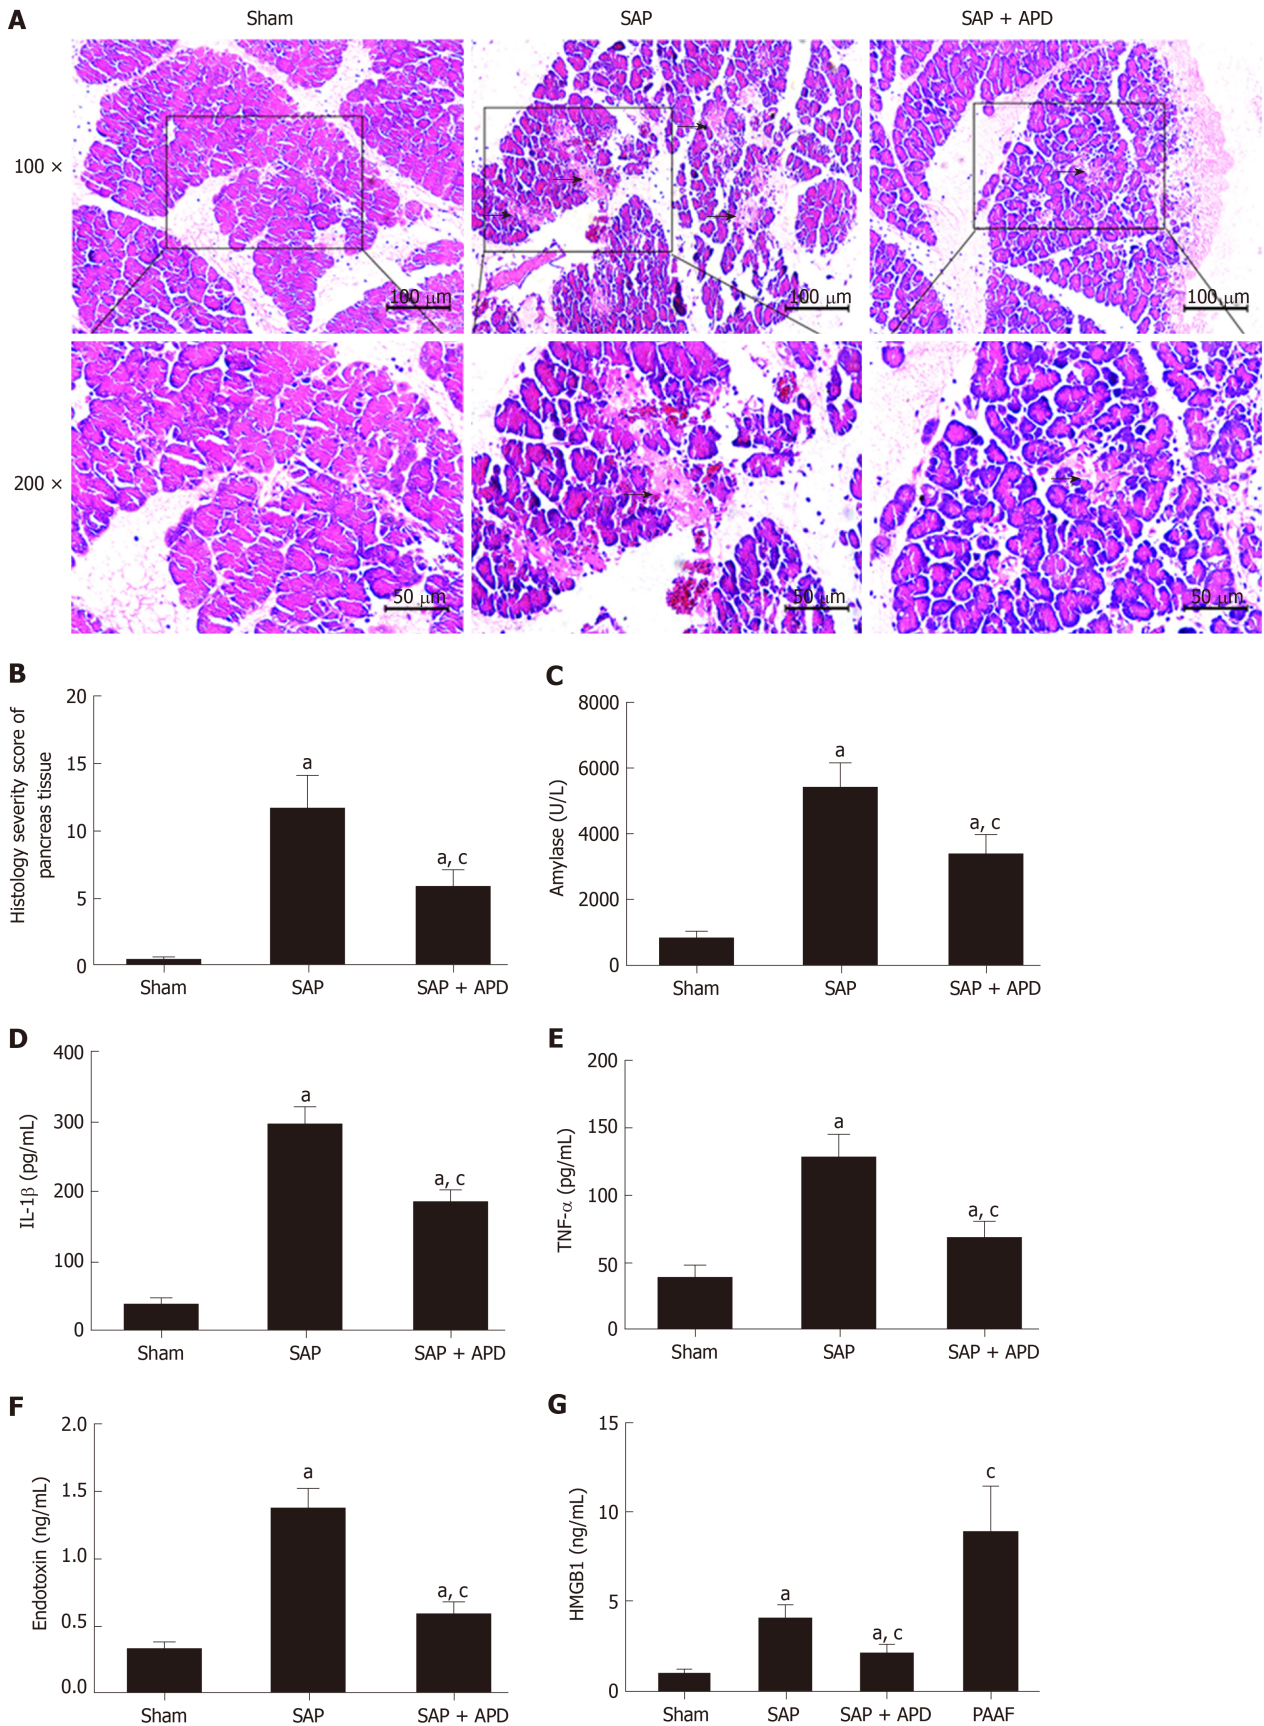 A
Sham
SAP
SAP + APD
100 ×
100 μm
100 μm
100 μm
200 ×
50 μm
50 μm
50 μm
B
Histology severity score of
pancreas tissue
20
15
10
5
0
a
a, c
Sham
SAP
SAP + APD
C
Amylase (U/L)
8000
6000
4000
2000
0
a
a, c
Sham
SAP
SAP + APD
D
IL-1β (pg/mL)
400
300
200
100
0
a
a, c
Sham
SAP
SAP + APD
E
TNF-α (pg/mL)
200
150
100
50
0
a
a, c
Sham
SAP
SAP + APD
F
Endotoxin (ng/mL)
2.0
1.5
1.0
0.5
0.0
a
a, c
Sham
SAP
SAP + APD
G
HMGB1 (ng/mL)
15
10
5
0
a
a, c
c
Sham
SAP
SAP + APD
PAAF